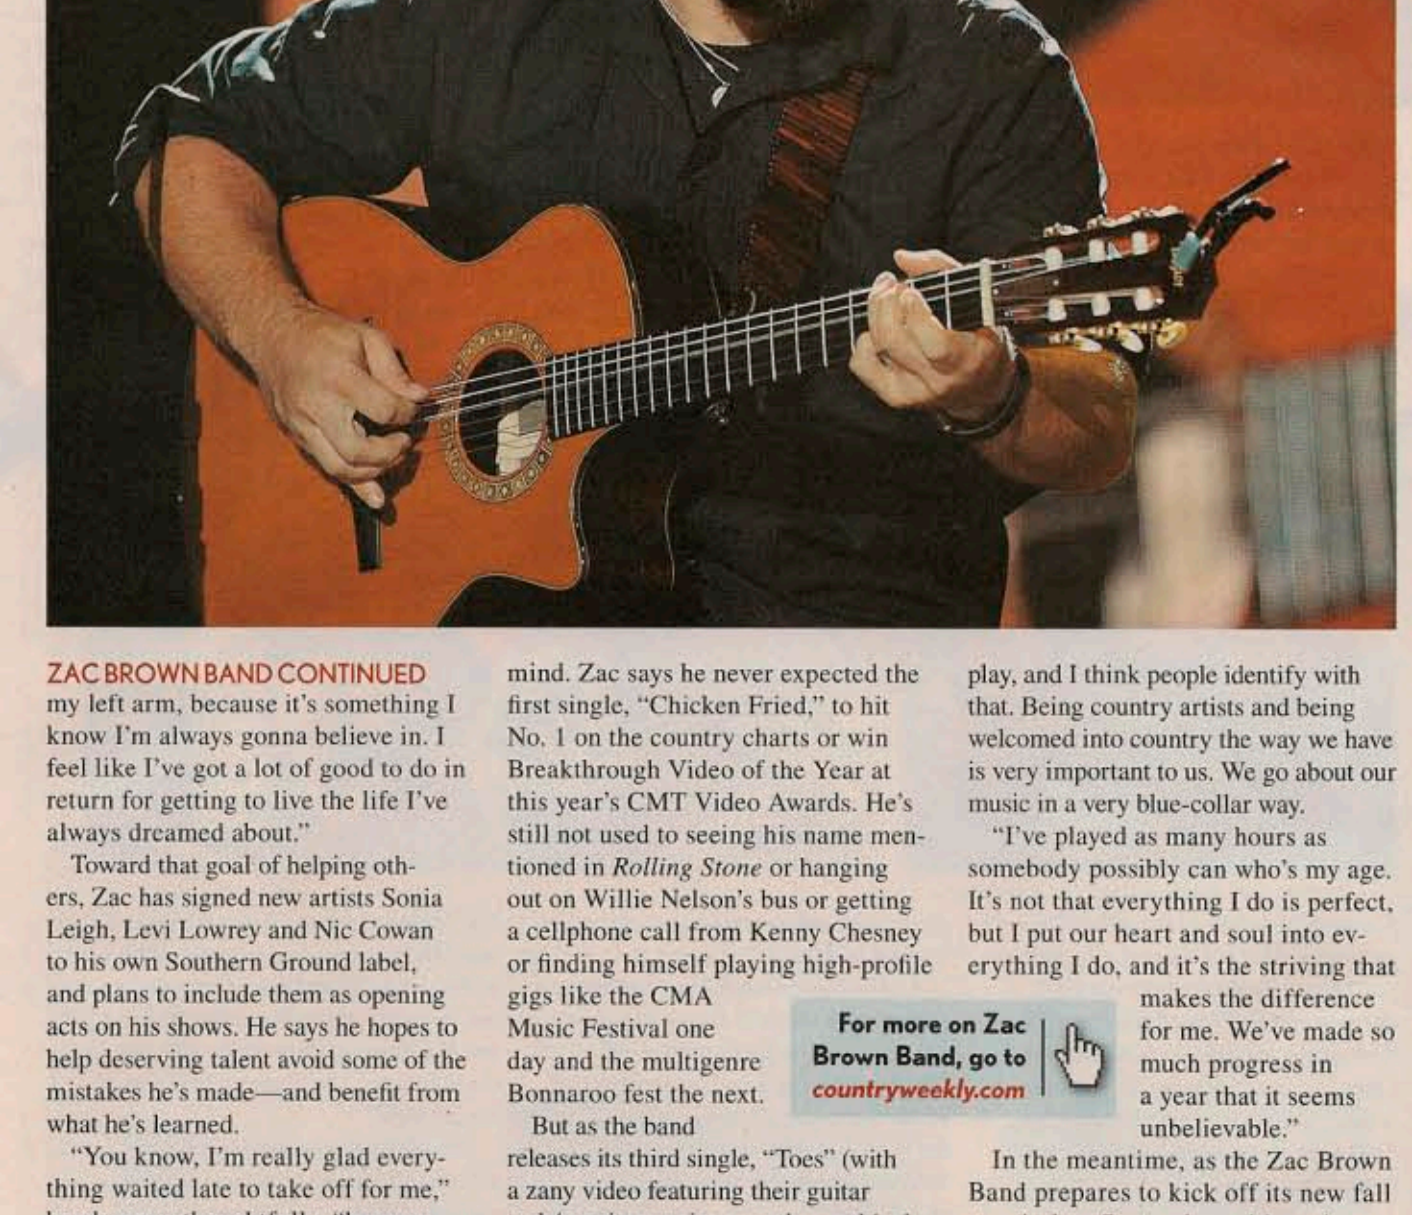 ZAC BROWN BAND CONTINUED
my left arm, because it's something I
know I'm always gonna believe in. I
feel like I've got a lot of good to do in
return for getting to live the life I've
always dreamed about.”
Toward that goal of helping oth-
ers, Zac has signed new artists Sonia
Leigh, Levi Lowrey and Nic Cowan
to his own Southern Ground label,
and plans to include them as opening
acts on his shows. He says he hopes to
help deserving talent avoid some of the
mistakes he's made—and benefit from
what he's learned.
“You know, I'm really glad every-
thing waited late to take off for me,”
mind. Zac says he never expected the
first single, “Chicken Fried,” to hit
No. 1 on the country charts or win
Breakthrough Video of the Year at
this year's CMT Video Awards. He's
still not used to seeing his name men-
tioned in Rolling Stone or hanging
out on Willie Nelson's bus or getting
a cellphone call from Kenny Chesney
or finding himself playing high-profile
gigs like the CMA
Music Festival one
day and the multigenre
Bonnaroo fest the next.
But as the band
releases its third single, “Toes” (with
a zany video featuring their guitar
For more on Zac
Brown Band, go to
countryweekly.com
play, and I think people identify with
that. Being country artists and being
welcomed into country the way we have
is very important to us. We go about our
music in a very blue-collar way.
“I've played as many hours as
somebody possibly can who's my age.
It's not that everything I do is perfect,
but I put our heart and soul into ev-
erything I do, and it's the striving that
makes the difference
for me. We've made so
much progress in
a year that it seems
unbelievable.”
In the meantime, as the Zac Brown
Band prepares to kick off its new fall